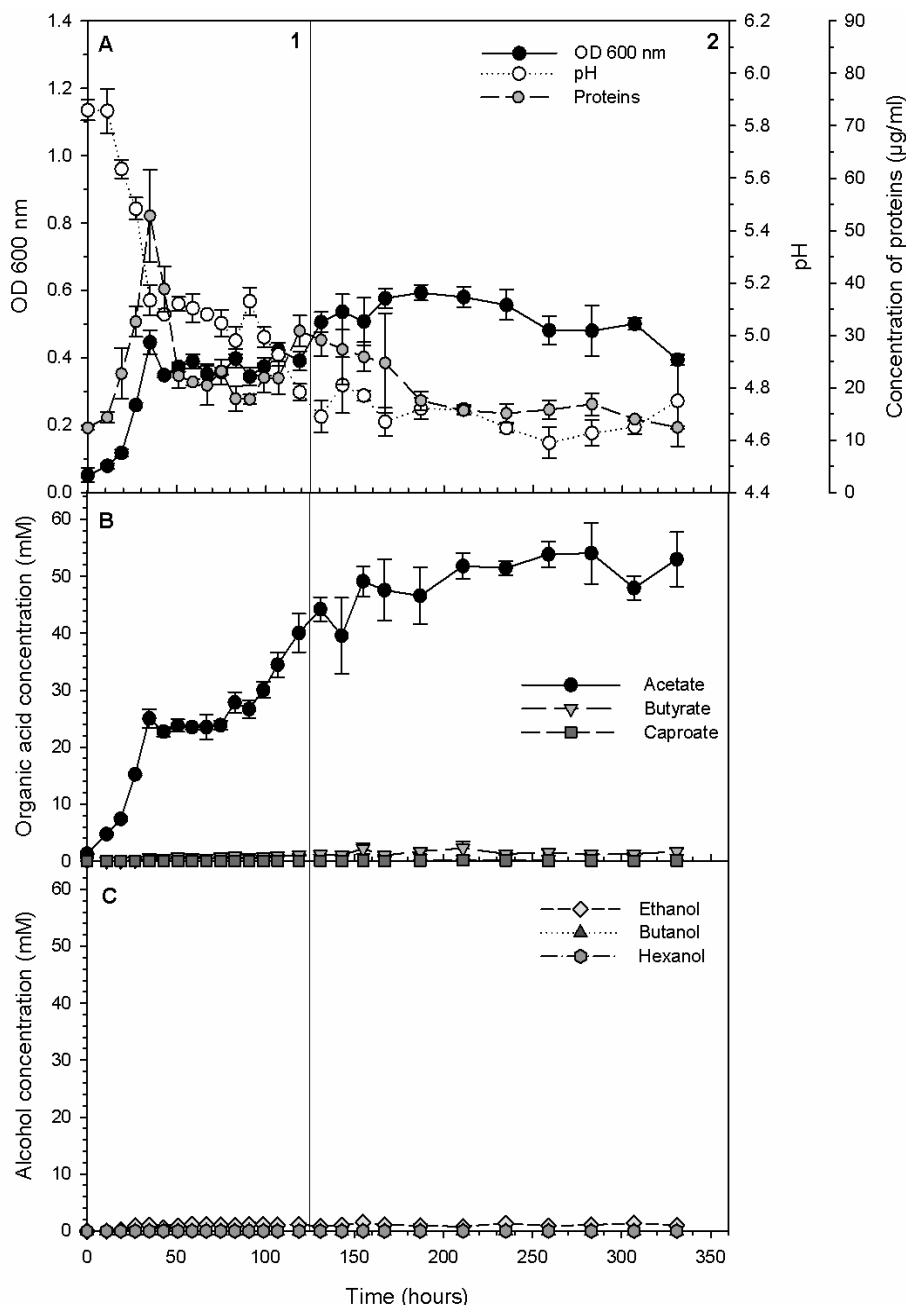 A
1
2
OD 600 nm
pH
Proteins
1.4
1.2
1.0
0.8
0.6
0.4
0.2
0.0
OD 600 nm
6.2
6.0
5.8
5.6
5.4
5.2
5.0
4.8
4.6
4.4
pH
90
80
70
60
50
40
30
20
10
0
Concentration of proteins (µg/ml)
B
60
50
40
30
20
10
0
Organic acid concentration (mM)
Acetate
Butyrate
Caproate
C
60
50
40
30
20
10
0
Alcohol concentration (mM)
Ethanol
Butanol
Hexanol
0 50 100 150 200 250 300 350
Time (hours)